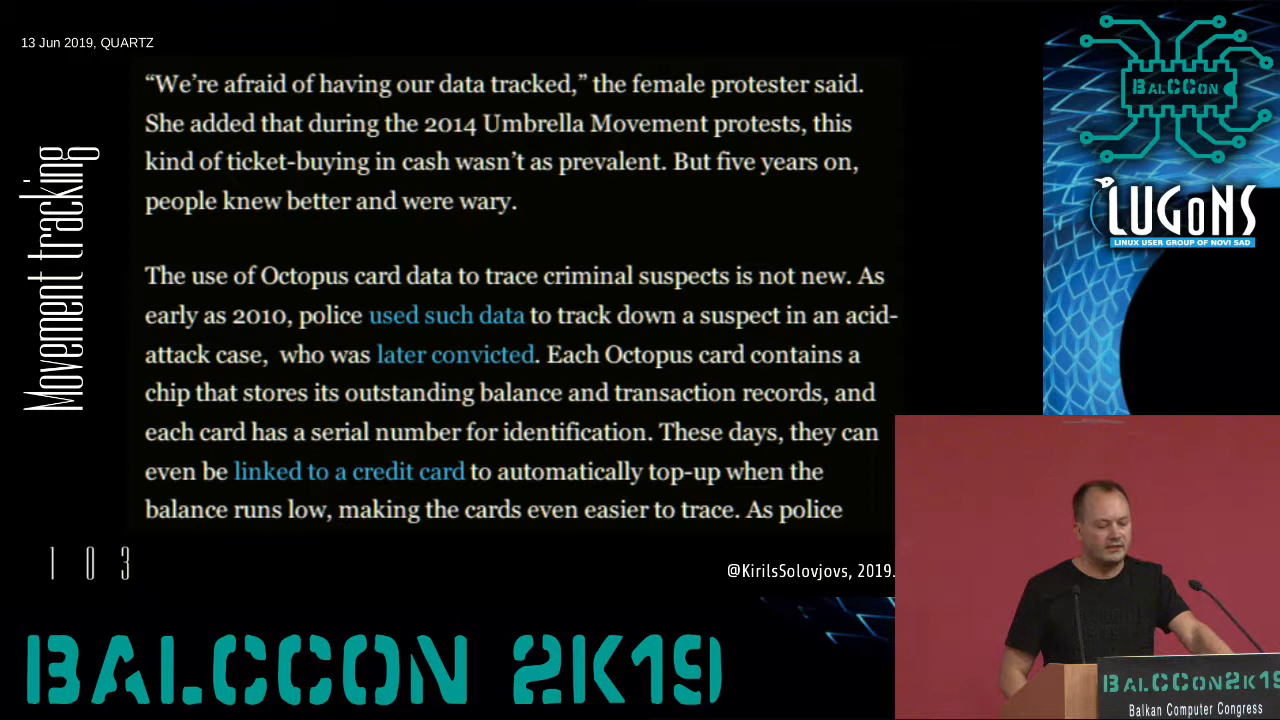 13 Jun 2019, QUARTZ
Movement tracking
“We’re afraid of having our data tracked,” the female protester said.
She added that during the 2014 Umbrella Movement protests, this
kind of ticket-buying in cash wasn’t as prevalent. But five years on,
people knew better and were wary.
The use of Octopus card data to trace criminal suspects is not new. As
early as 2010, police used such data to track down a suspect in an acid-
attack case,  who was later convicted. Each Octopus card contains a
chip that stores its outstanding balance and transaction records, and
each card has a serial number for identification. These days, they can
even be linked to a credit card to automatically top-up when the
balance runs low, making the cards even easier to trace. As police
103
@KirilsSolovjovs, 2019.
BALCCON
LUGONS
LINUX USER GROUP OF NOVI SAD
BALCCON 2K19
BALCCON2K19
Balkan Computer Congress